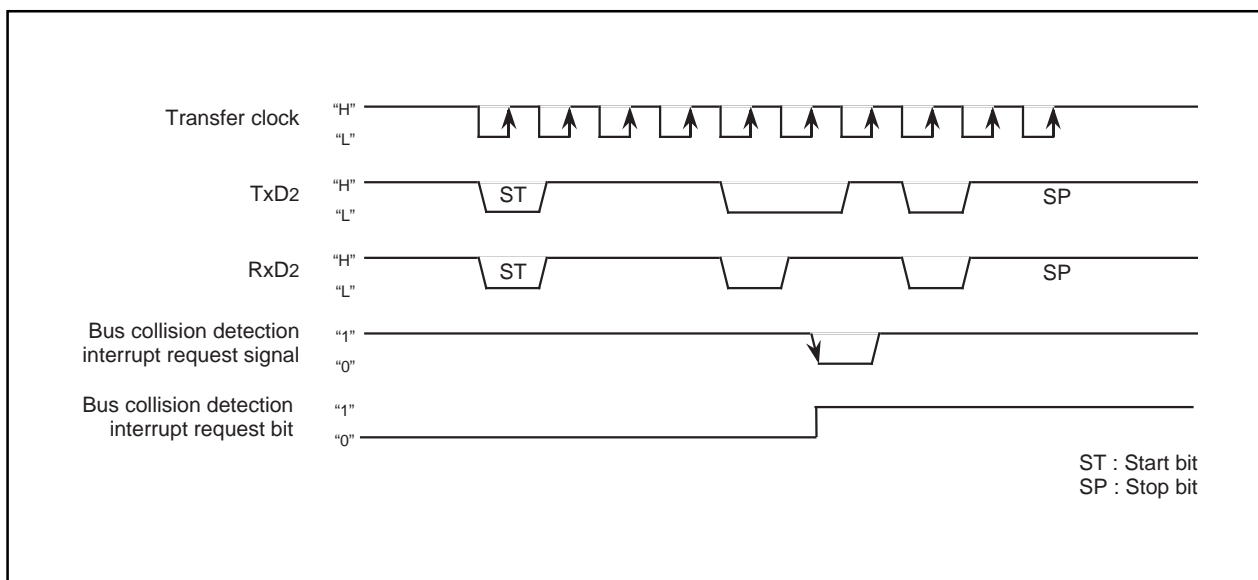 Transfer clock
“H”
“L”
TxD2
“H”
“L”
ST
SP
RxD2
“H”
“L”
ST
SP
Bus collision detection
interrupt request signal
“1”
“0”
Bus collision detection
interrupt request bit
“1”
“0”
ST : Start bit
SP : Stop bit